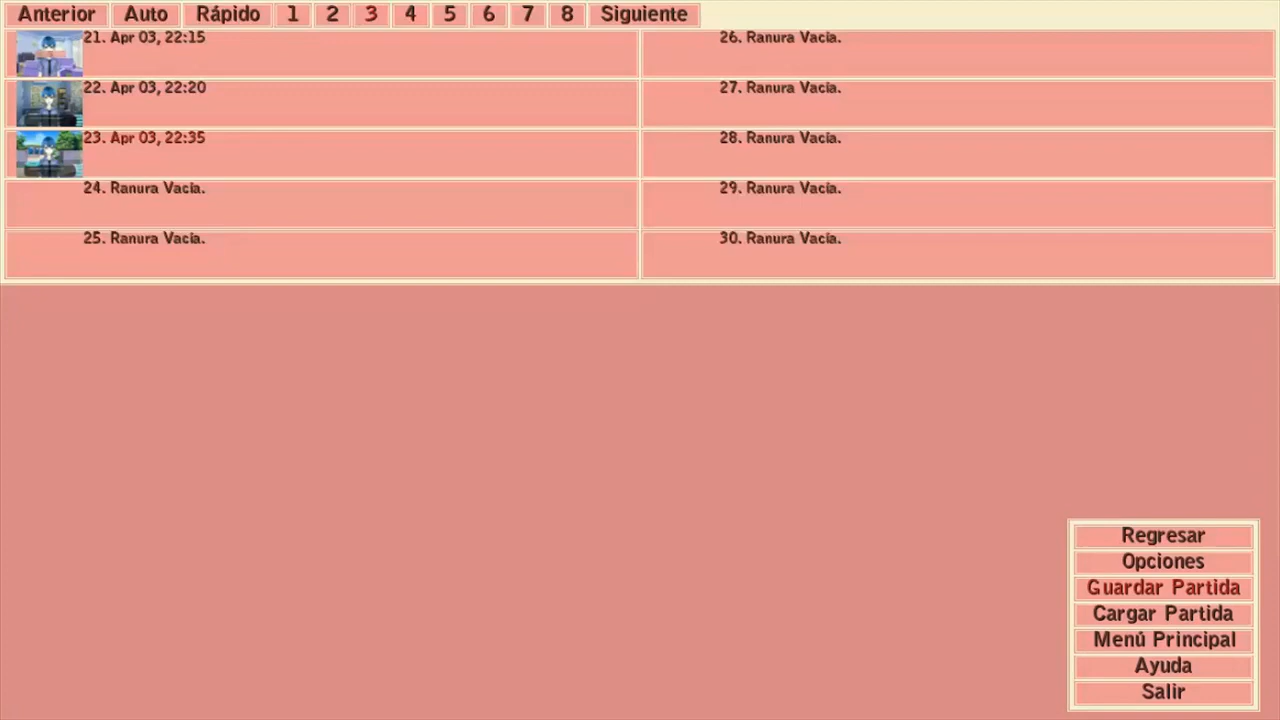 Anterior Auto Rápido 1 2 3 4 5 6 7 8 Siguiente
21. Apr 03, 22:15
22. Apr 03, 22:20
23. Apr 03, 22:35
24. Ranura Vacía.
25. Ranura Vacía.
26. Ranura Vacía.
27. Ranura Vacía.
28. Ranura Vacía.
29. Ranura Vacía.
30. Ranura Vacía.
Regresar
Opciones
Guardar Partida
Cargar Partida
Menú Principal
Ayuda
Salir